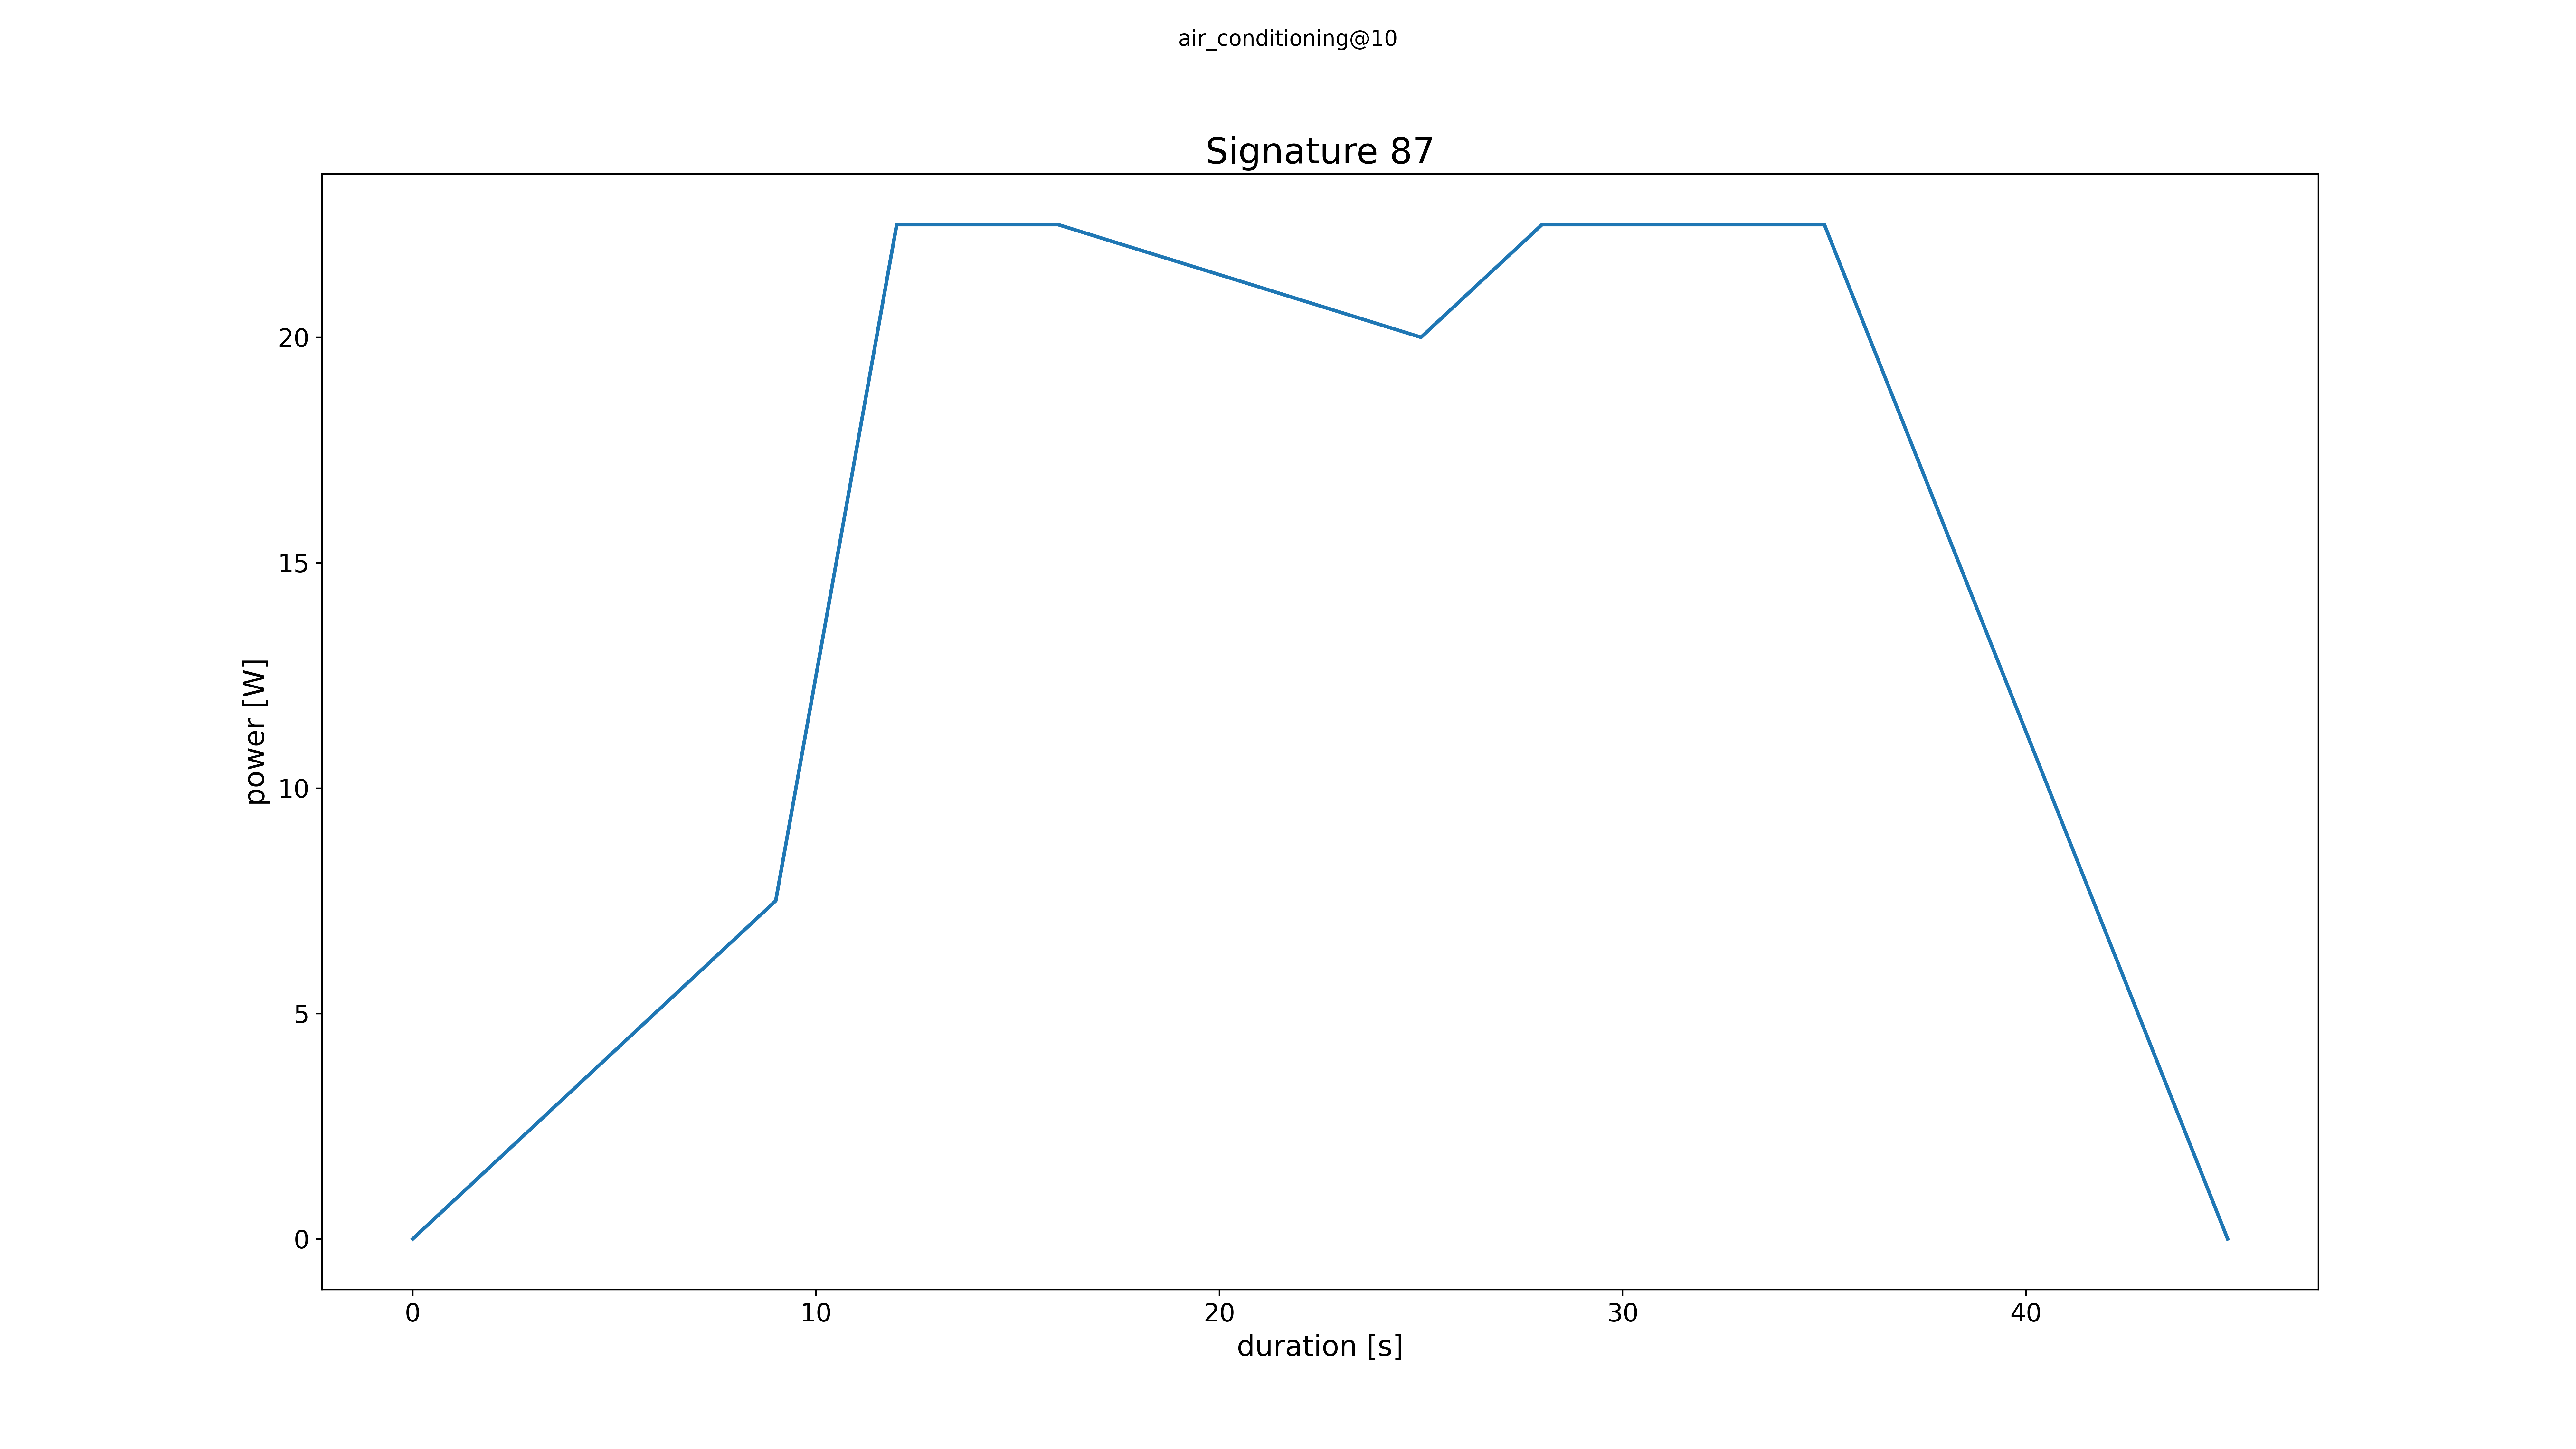 air_conditioning@10
Signature 87
power [W]
20
15
10
5
0
0 10 20 30 40
duration [s]